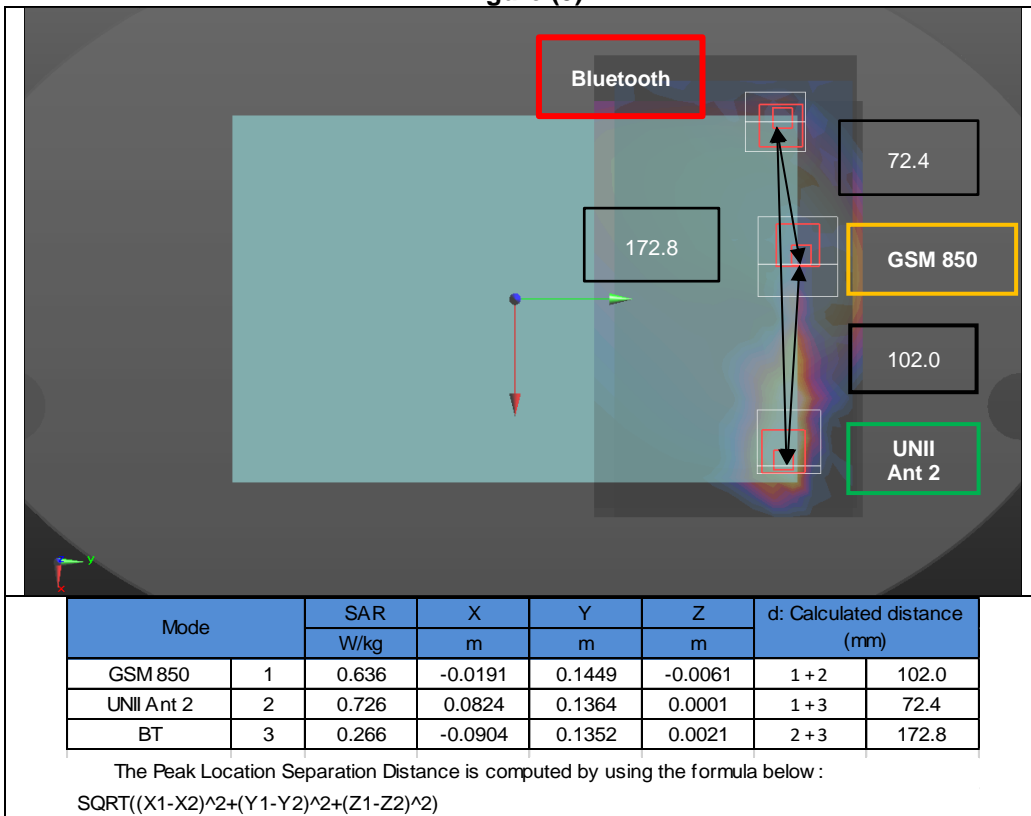 Bluetooth
72.4
172.8
GSM 850
102.0
UNII
Ant 2
y
x
Mode SAR X Y Z d: Calculated distance
W/kg m m m (mm)
GSM 850 1 0.636 -0.0191 0.1449 -0.0061 1 + 2 102.0
UNII Ant 2 2 0.726 0.0824 0.1364 0.0001 1 + 3 72.4
BT 3 0.266 -0.0904 0.1352 0.0021 2 + 3 172.8
The Peak Location Separation Distance is computed by using the formula below :
SQRT((X1-X2)^2+(Y1-Y2)^2+(Z1-Z2)^2)